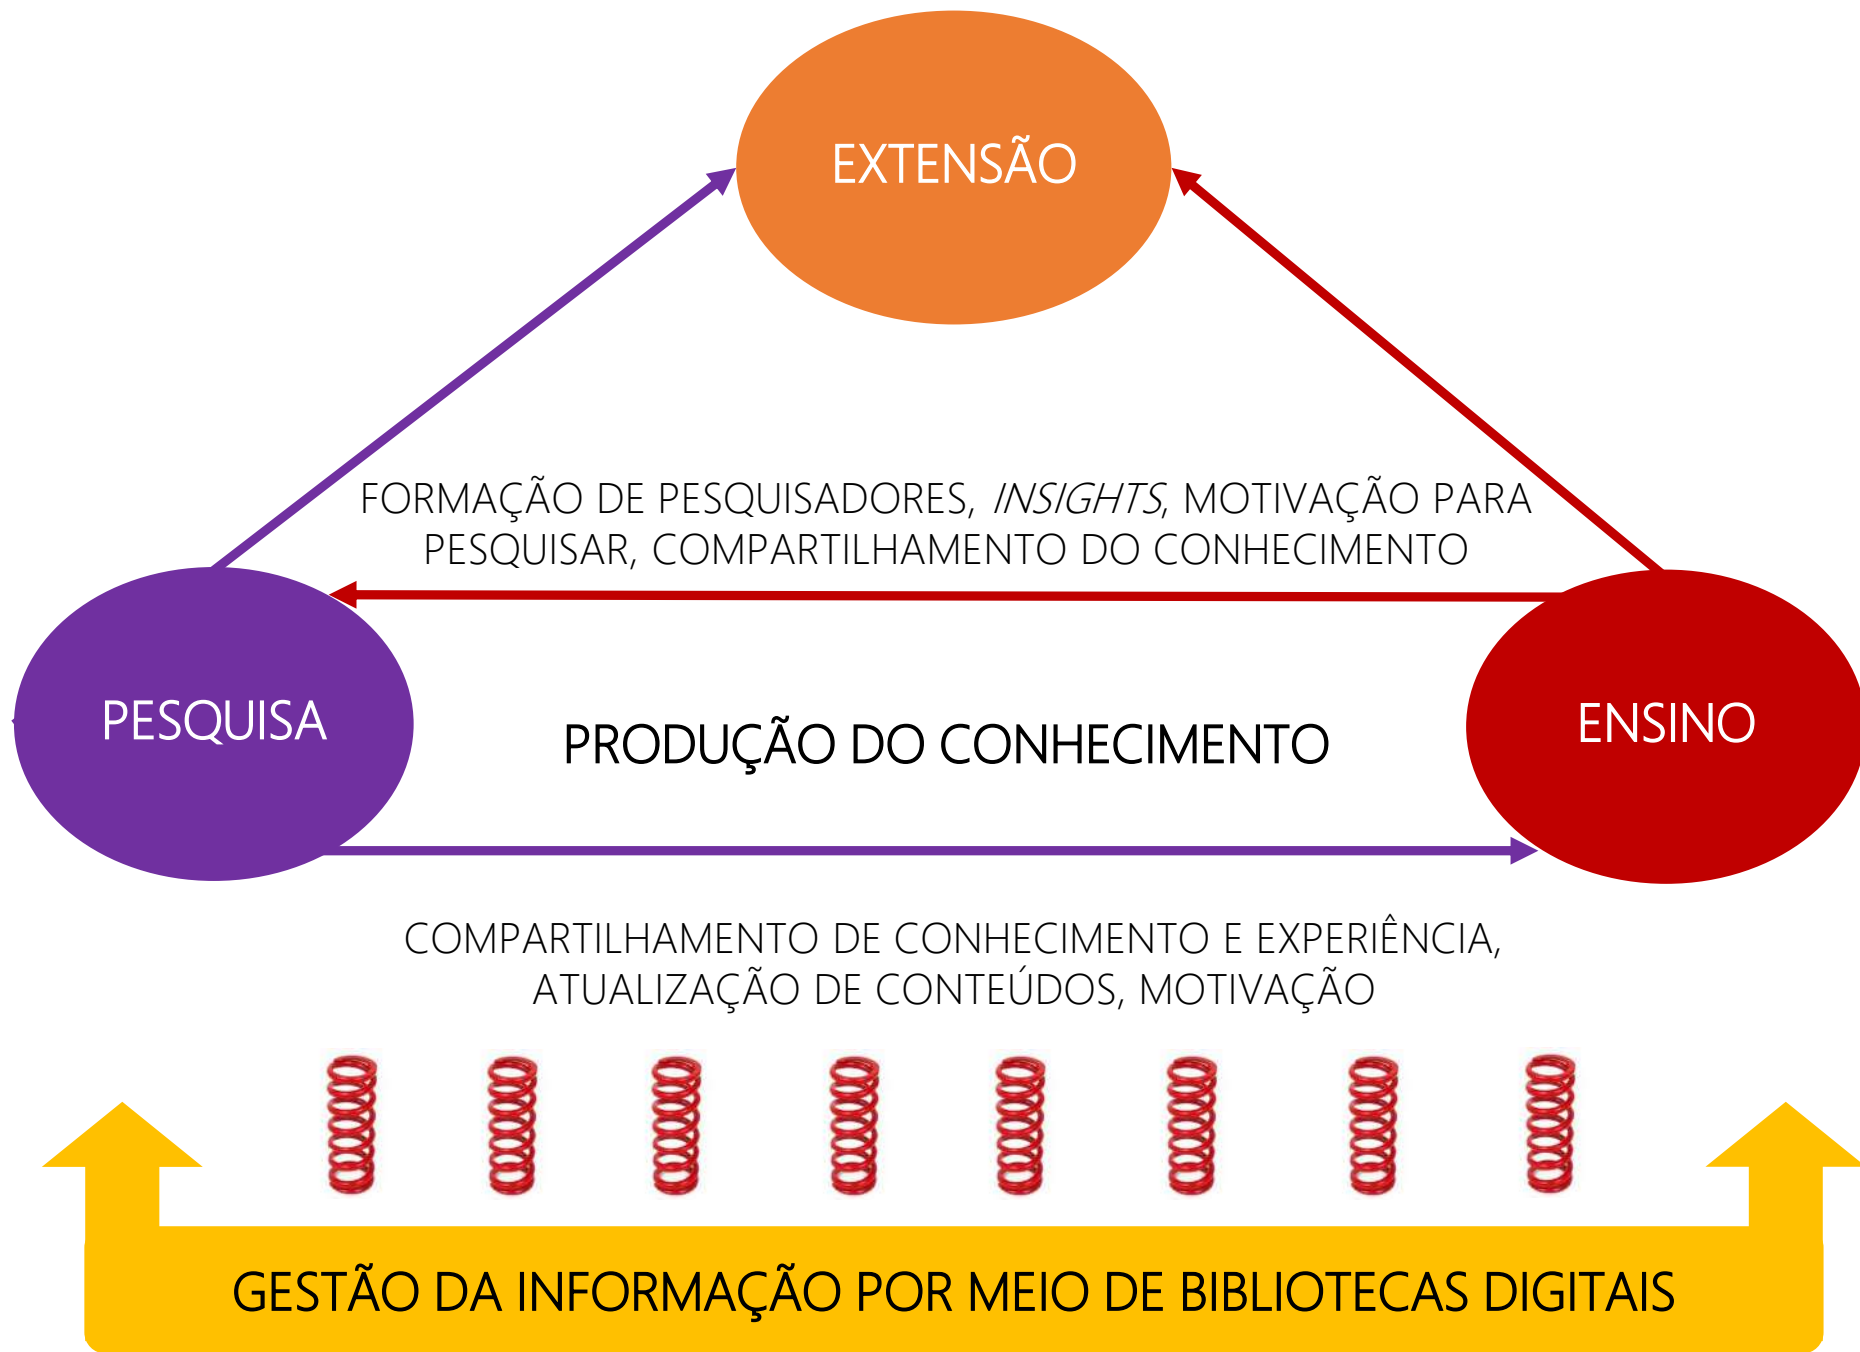 EXTENSÃO
FORMAÇÃO DE PESQUISADORES, INSIGHTS, MOTIVAÇÃO PARA
PESQUISAR, COMPARTILHAMENTO DO CONHECIMENTO
PESQUISA
PRODUÇÃO DO CONHECIMENTO
ENSINO
COMPARTILHAMENTO DE CONHECIMENTO E EXPERIÊNCIA,
ATUALIZAÇÃO DE CONTEÚDOS, MOTIVAÇÃO
GESTÃO DA INFORMAÇÃO POR MEIO DE BIBLIOTECAS DIGITAIS